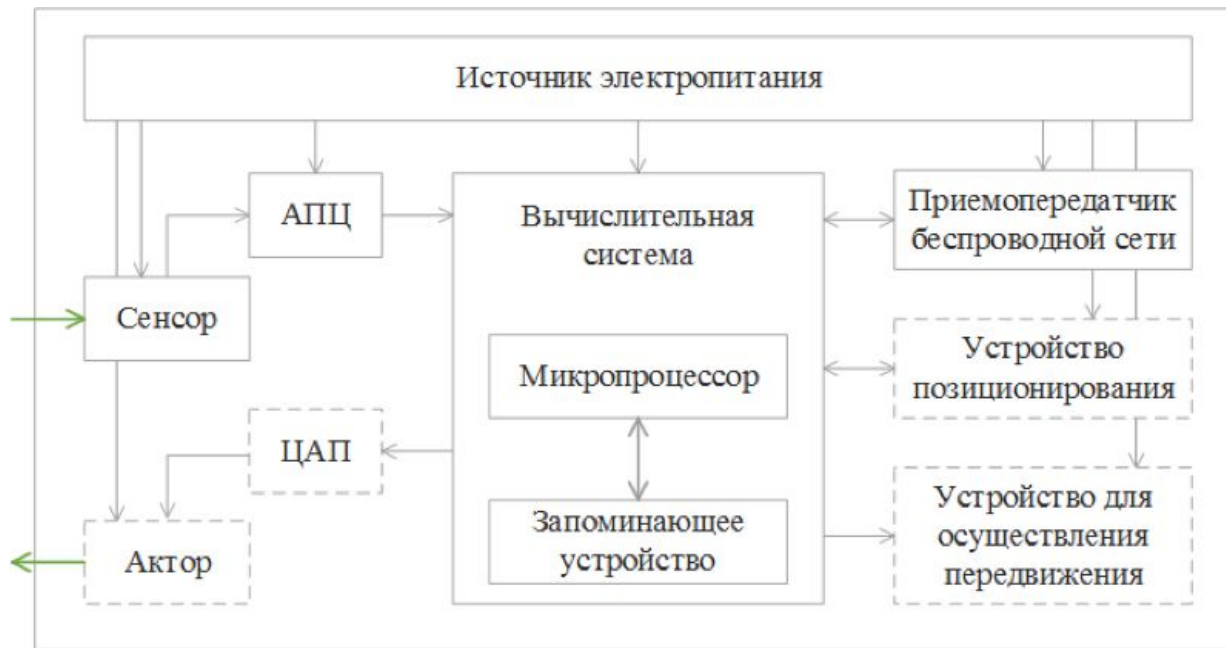 Источник электропитания
АПЦ
Вычислительная
система
Приемопередатчик
беспроводной сети
Сенсор
Устройство
позиционирования
Микропроцессор
ЦАП
Запоминающее
устройство
Устройство для
осуществления
передвижения
Актор